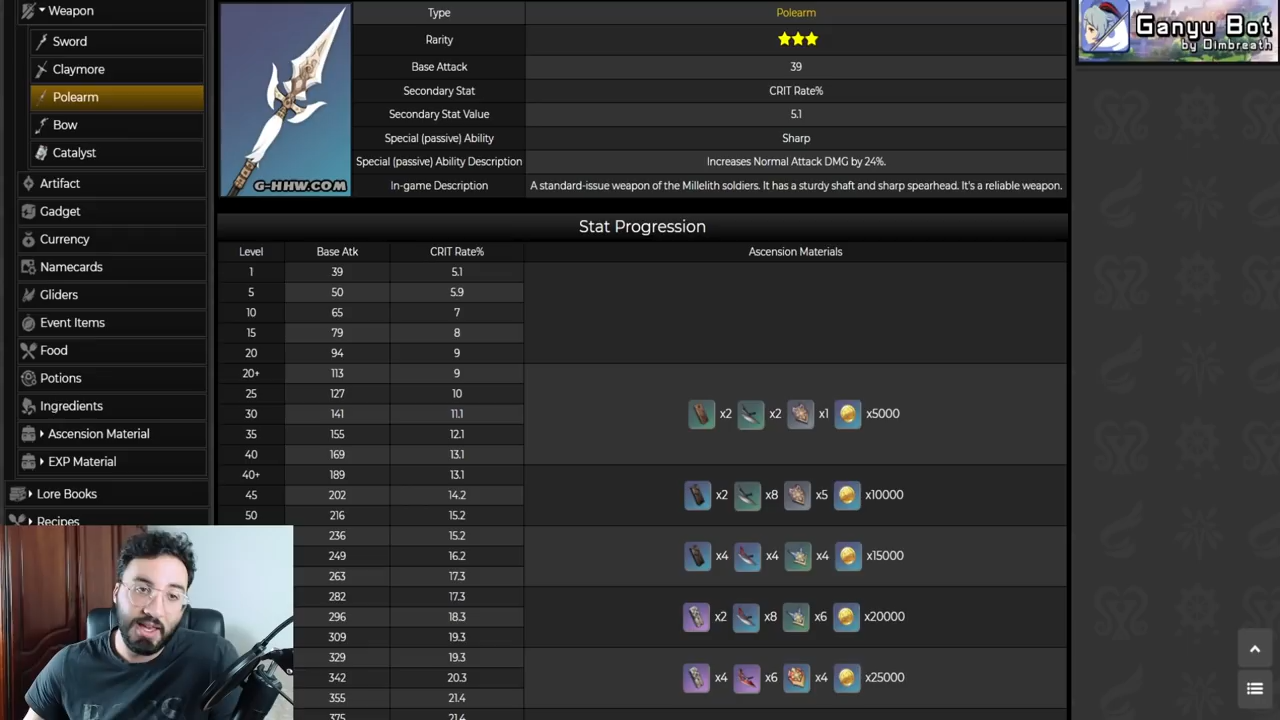 Weapon
Sword
Claymore
Polearm
Bow
Catalyst
Artifact
Gadget
Currency
Namecards
Gliders
Event Items
Food
Potions
Ingredients
Ascension Material
EXP Material
Lore Books
Recipes
G-HHW.COM
Type Polearm
Rarity
Base Attack 39
Secondary Stat CRIT Rate%
Secondary Stat Value 5.1
Special (passive) Ability Sharp
Special (passive) Ability Description Increases Normal Attack DMG by 24%.
In-game Description A standard-issue weapon of the Millelith soldiers. It has a sturdy shaft and sharp spearhead. It's a reliable weapon.
Stat Progression
Level Base Atk CRIT Rate% Ascension Materials
1 39 5.1
5 50 5.9
10 65 7
15 79 8
20 94 9
20+ 113 9
25 127 10
30 141 11.1 x2 x2 x1 x5000
35 155 12.1
40 169 13.1
40+ 189 13.1
45 202 14.2 x2 x8 x5 x10000
50 216 15.2
236 15.2
249 16.2 x4 x4 x4 x15000
263 17.3
282 17.3
296 18.3 x2 x8 x6 x20000
309 19.3
329 19.3
342 20.3 x4 x6 x4 x25000
355 21.4
375 21.4
Ganyu Bot
by Dimbreath